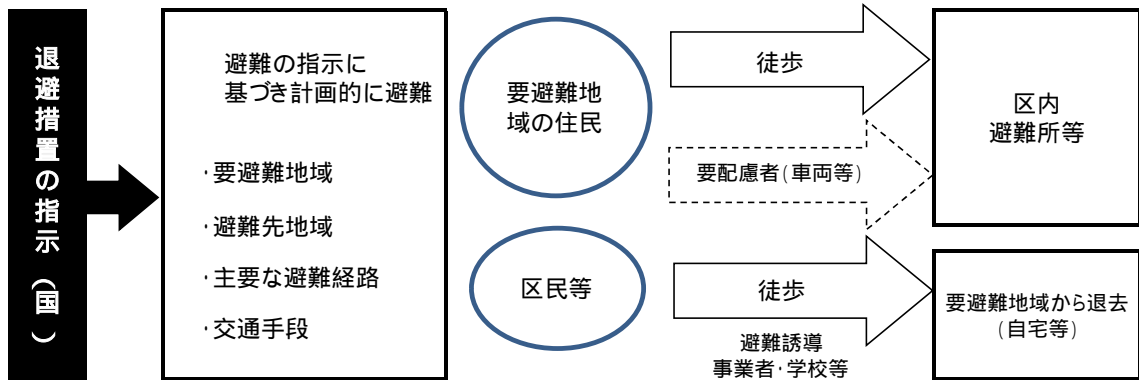 退避措置の指示(国)
避難の指示に
基づき計画的に避難
・要避難地域
・避難先地域
・主要な避難経路
・交通手段
要避難地
域の住民
区民等
徒歩
要配慮者(車両等)
徒歩
避難誘導
事業者・学校等
区内
避難所等
要避難地域から退去
(自宅等)